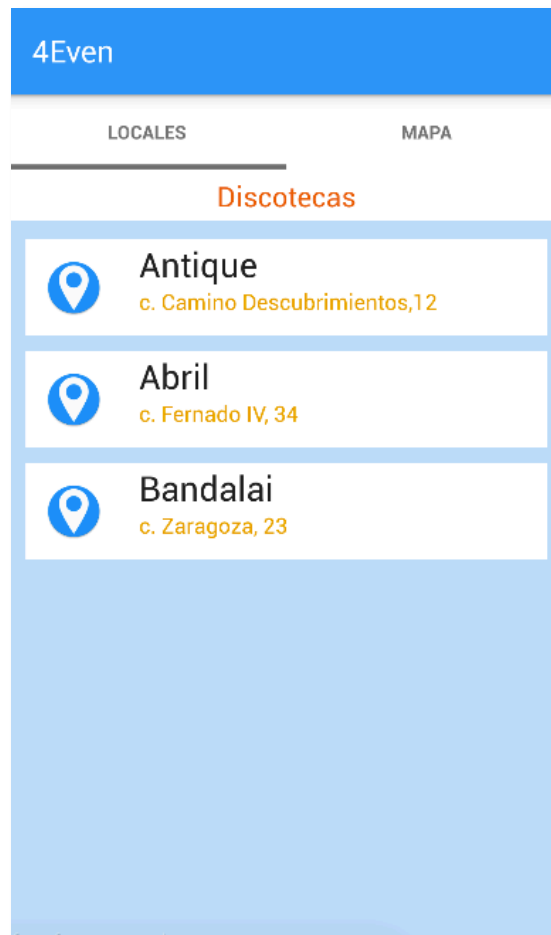 4Even
LOCALES MAPA
Discotecas
Antique
c. Camino Descubrimientos,12
Abril
c. Fernado IV, 34
Bandalai
c. Zaragoza, 23